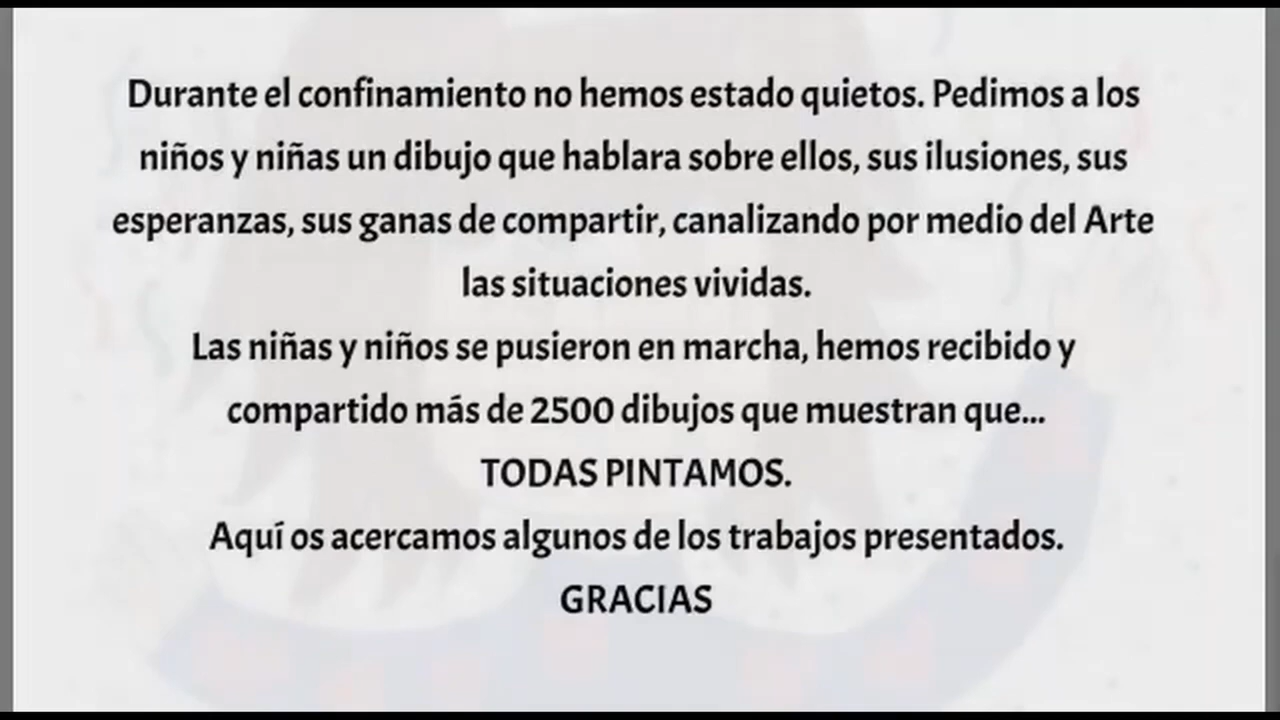 Durante el confinamiento no hemos estado quietos. Pedimos a los
niños y niñas un dibujo que hablara sobre ellos, sus ilusiones, sus
esperanzas, sus ganas de compartir, canalizando por medio del Arte
las situaciones vividas.
Las niñas y niños se pusieron en marcha, hemos recibido y
compartido más de 2500 dibujos que muestran que...
TODAS PINTAMOS.
Aquí os acercamos algunos de los trabajos presentados.
GRACIAS